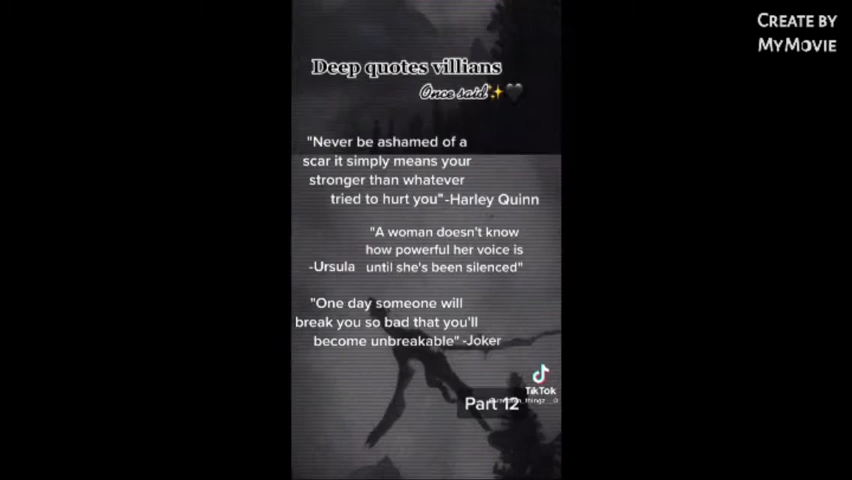 CREATE BY
MYMOVIE
Deep quotes villians
Once said✨🖤
"Never be ashamed of a
scar it simply means your
stronger than whatever
tried to hurt you"-Harley Quinn
"A woman doesn't know
how powerful her voice is
-Ursula until she's been silenced"
"One day someone will
break you so bad that you'll
become unbreakable"-Joker
TikTok
Part 12